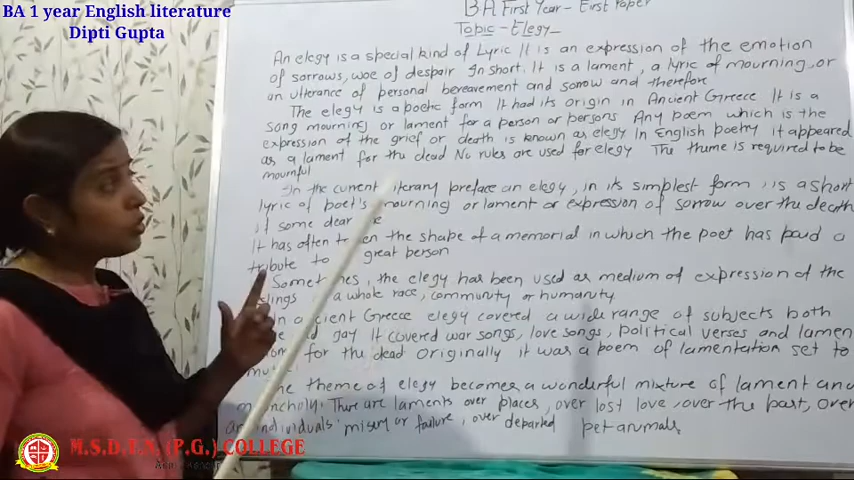 BA 1 year English literature
Dipti Gupta
BA First Year - First Paper
Topic - Elegy
An elegy is a special kind of Lyric It is an expression of the emotion
of sorrows, woe of despair In short. It is a lament, a lyric of mourning, or
an utterance of personal bereavement and sorrow and therefore
The elegy is a poetic form It had its origin in Ancient Greece It is a
song mourning or lament for a person or persons Any poem which is the
expression of the grief or death is known as elegy In English poetry it appeared
as a lament for the dead No rules are used for elegy The theme is required to be
mournful
In the current literary preface an elegy, in its simplest form, is a short
lyric of poet's mourning or lament or expression of sorrow over the death
if some dear
It has often the shape of a memorial in which the poet has paid a
tribute to great person
Sometimes, the elegy has been used as medium of expression of the
a whole race, community or humanity
In ancient Greece elegy covered a wide range of subjects both
gay It covered war songs, love songs, political verses and lamen
for the dead Originally it was a poem of lamentation set to
The theme of elegy becomes a wonderful mixture of lament and
There are laments over places, over lost love, over the past, over
individuals' misery or failure, over departed pet animals
M.S.D.T.N. (P.G.) COLLEGE